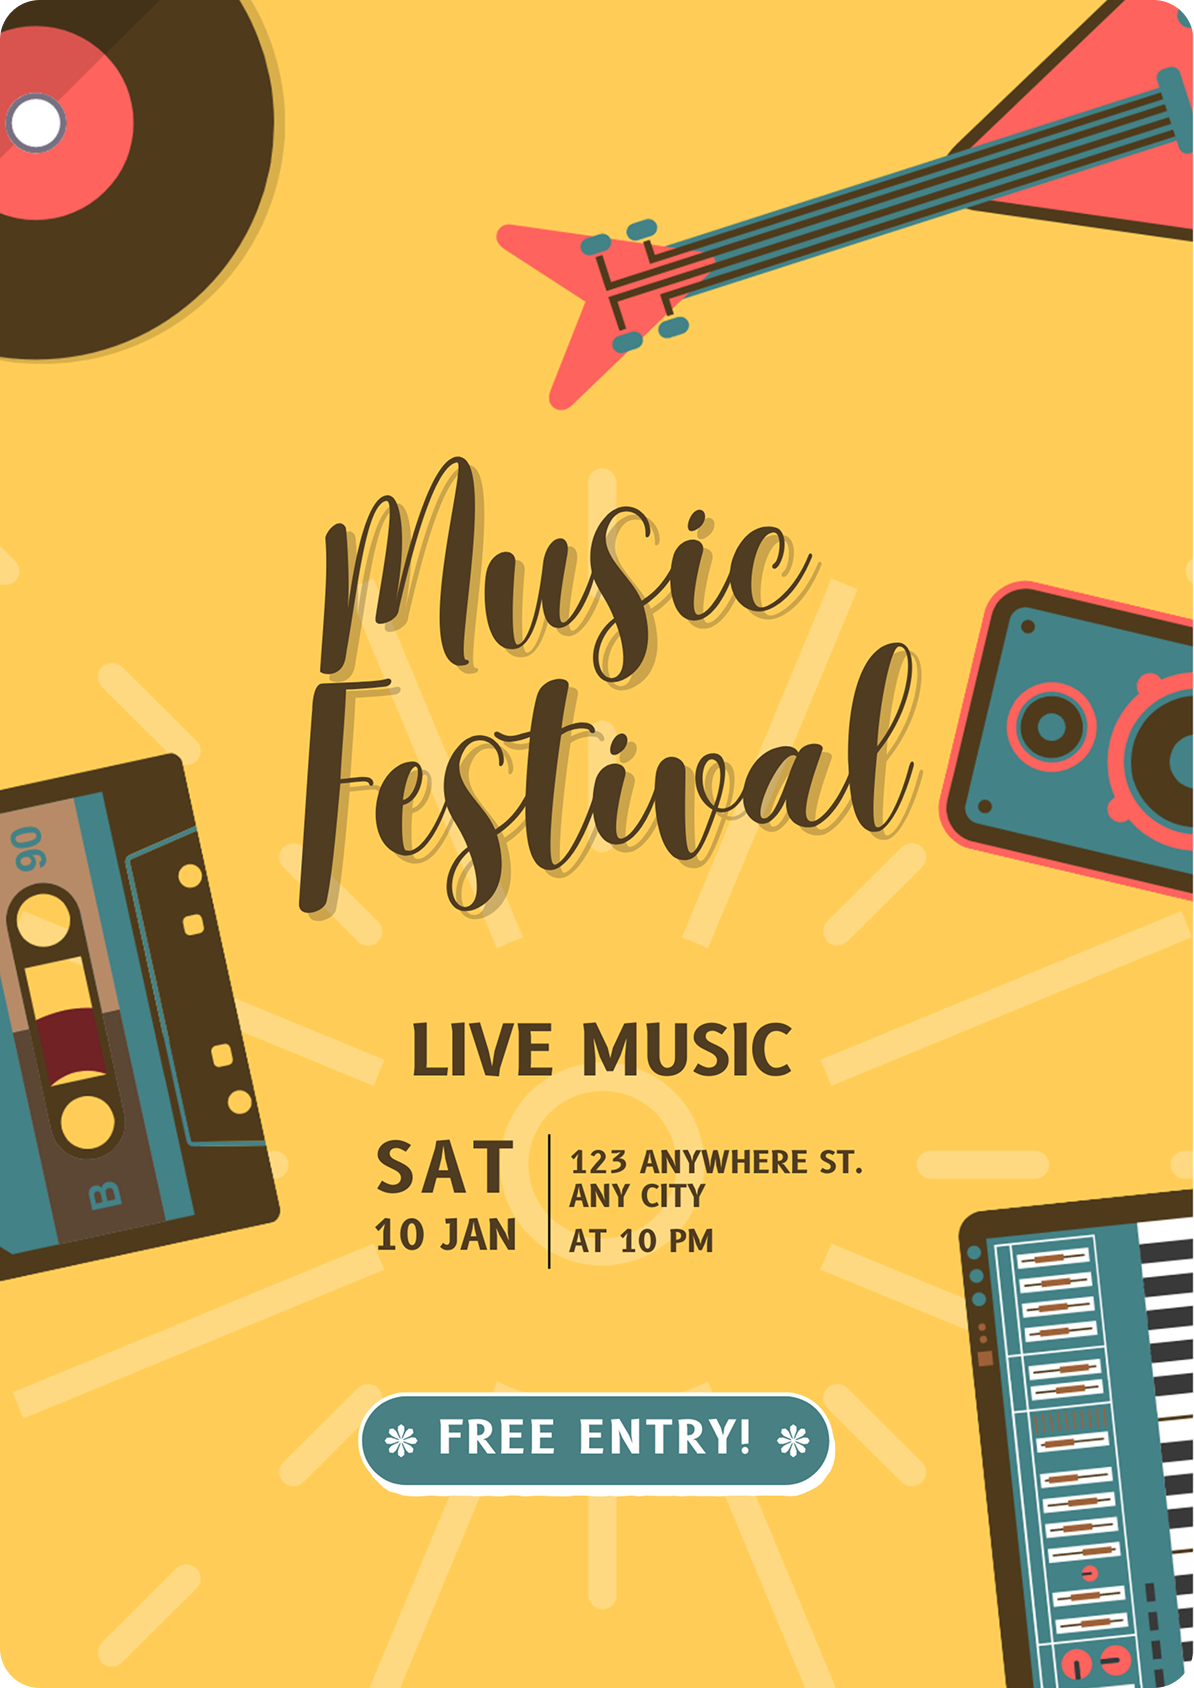 Music
Festival
90
B
LIVE MUSIC
SAT
10 JAN
123 ANYWHERE ST.
ANY CITY
AT 10 PM
FREE ENTRY!